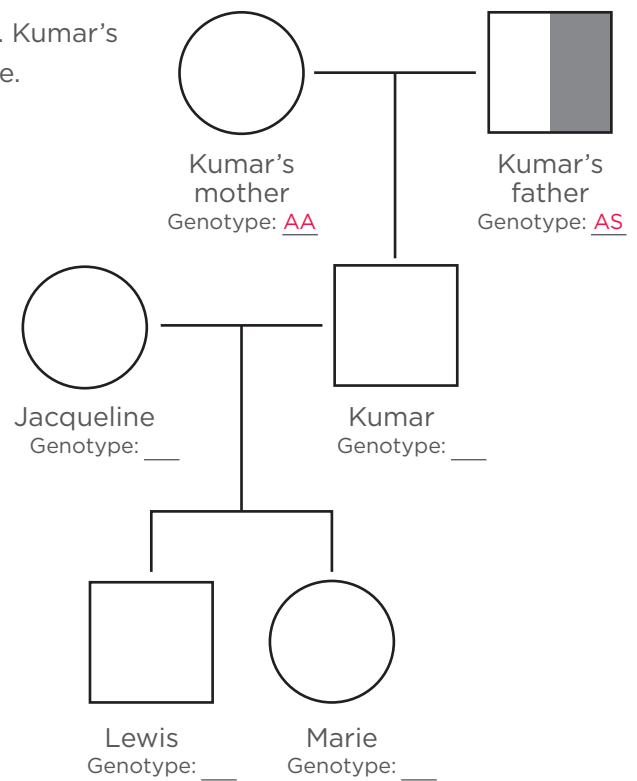 . Kumar's
e.
Kumar's
mother
Genotype: AA
Kumar's
father
Genotype: AS
Jacqueline
Genotype: ___
Kumar
Genotype: ___
Lewis
Genotype: ___
Marie
Genotype: ___